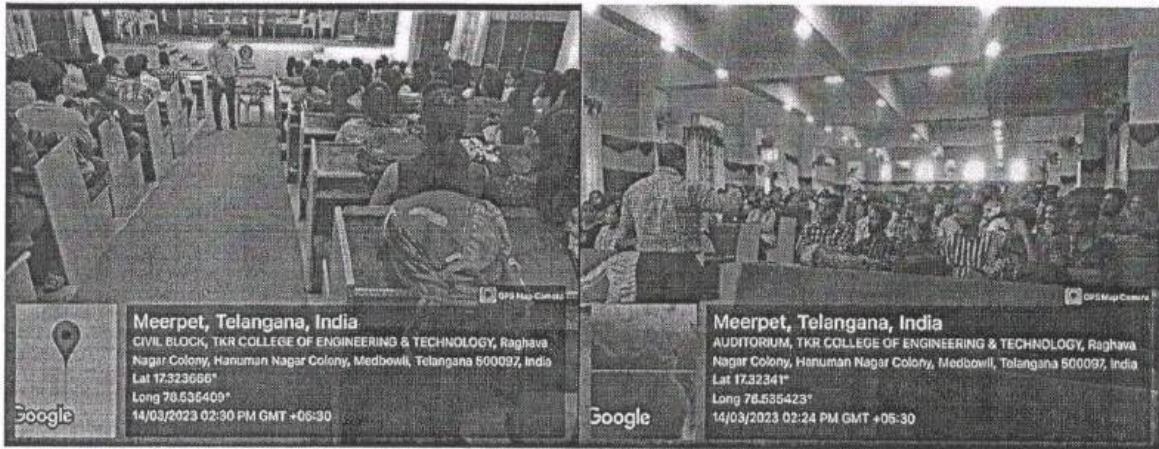 GPS Map Camera
Meerpet, Telangana, India
CIVIL BLOCK, TKR COLLEGE OF ENGINEERING & TECHNOLOGY, Raghava
Nagar Colony, Hanuman Nagar Colony, Medbowli, Telangana 500097, India
Lat 17.323666°
Long 78.535409°
14/03/2023 02:30 PM GMT +05:30
Google
GPS Map Camera
Meerpet, Telangana, India
AUDITORIUM, TKR COLLEGE OF ENGINEERING & TECHNOLOGY, Raghava
Nagar Colony, Hanuman Nagar Colony, Medbowli, Telangana 500097, India
Lat 17.32341°
Long 78.535423°
14/03/2023 02:24 PM GMT +05:30
Google